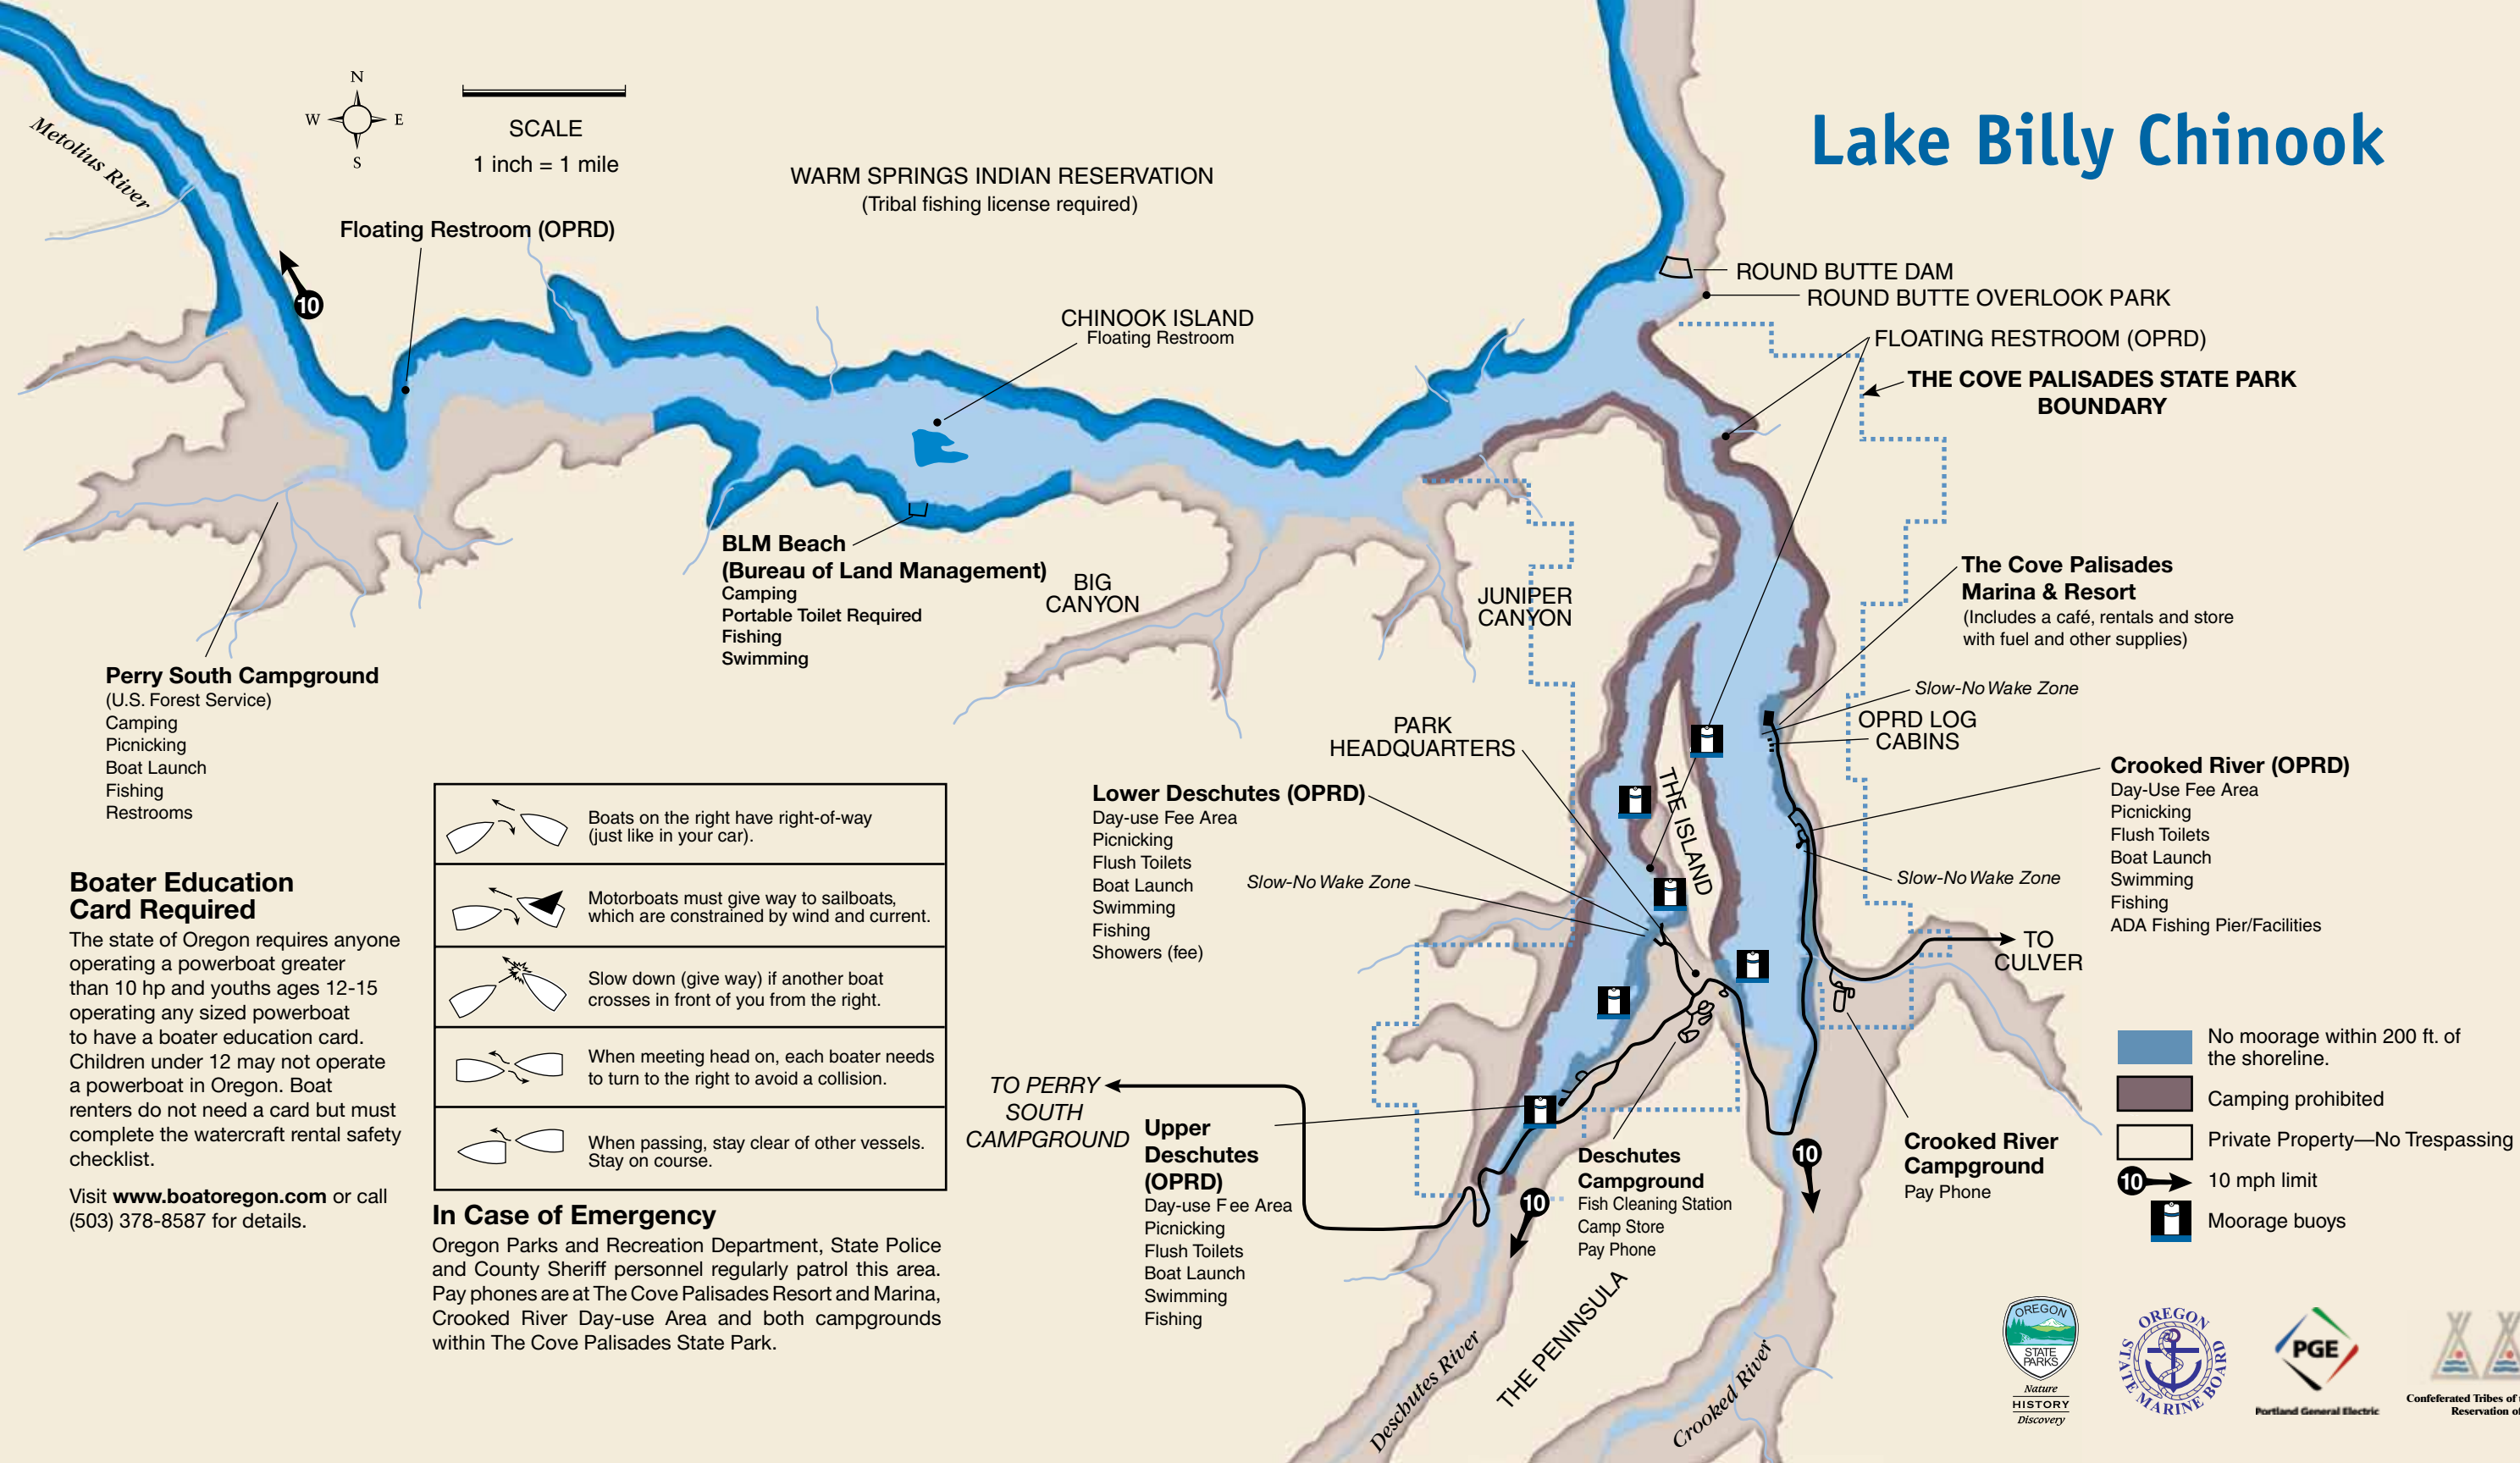 Lake Billy Chinook
N
W
E
S
SCALE
1 inch = 1 mile
Metolius River
WARM SPRINGS INDIAN RESERVATION
(Tribal fishing license required)
Floating Restroom (OPRD)
10
CHINOOK ISLAND
Floating Restroom
ROUND BUTTE DAM
ROUND BUTTE OVERLOOK PARK
FLOATING RESTROOM (OPRD)
THE COVE PALISADES STATE PARK
BOUNDARY
BLM Beach
(Bureau of Land Management)
Camping
Portable Toilet Required
Fishing
Swimming
BIG
CANYON
JUNIPER
CANYON
The Cove Palisades
Marina & Resort
(Includes a café, rentals and store
with fuel and other supplies)
Slow-No Wake Zone
OPRD LOG
CABINS
Perry South Campground
(U.S. Forest Service)
Camping
Picnicking
Boat Launch
Fishing
Restrooms
PARK
HEADQUARTERS
THE ISLAND
Lower Deschutes (OPRD)
Day-use Fee Area
Picnicking
Flush Toilets
Boat Launch
Swimming
Fishing
Showers (fee)
Slow-No Wake Zone
Crooked River (OPRD)
Day-Use Fee Area
Picnicking
Flush Toilets
Boat Launch
Swimming
Fishing
ADA Fishing Pier/Facilities
Slow-No Wake Zone
TO
CULVER
Boater Education
Card Required
The state of Oregon requires anyone
operating a powerboat greater
than 10 hp and youths ages 12-15
operating any sized powerboat
to have a boater education card.
Children under 12 may not operate
a powerboat in Oregon. Boat
renters do not need a card but must
complete the watercraft rental safety
checklist.
Visit www.boatoregon.com or call
(503) 378-8587 for details.
Boats on the right have right-of-way
(just like in your car).
Motorboats must give way to sailboats,
which are constrained by wind and current.
Slow down (give way) if another boat
crosses in front of you from the right.
When meeting head on, each boater needs
to turn to the right to avoid a collision.
When passing, stay clear of other vessels.
Stay on course.
In Case of Emergency
Oregon Parks and Recreation Department, State Police
and County Sheriff personnel regularly patrol this area.
Pay phones are at The Cove Palisades Resort and Marina,
Crooked River Day-use Area and both campgrounds
within The Cove Palisades State Park.
TO PERRY
SOUTH
CAMPGROUND
Upper
Deschutes
(OPRD)
Day-use Fee Area
Picnicking
Flush Toilets
Boat Launch
Swimming
Fishing
Deschutes
Campground
Fish Cleaning Station
Camp Store
Pay Phone
10
10
Crooked River
Campground
Pay Phone
THE PENINSULA
Deschutes River
Crooked River
No moorage within 200 ft. of
the shoreline.
Camping prohibited
Private Property—No Trespassing
10
10 mph limit
Moorage buoys
OREGON
STATE
PARKS
Nature
HISTORY
Discovery
OREGON
STATE MARINE BOARD
PGE
Portland General Electric
Confeferated Tribes of
Reservation of